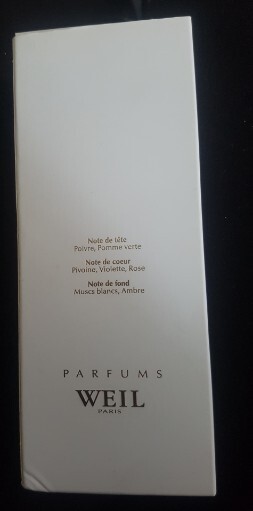 Note de tête
Poivre, Pomme verte
Note de coeur
Pivoine, Violette, Rose
Note de fond
Muscs blancs, Ambre
PARFUMS
WEIL
PARIS